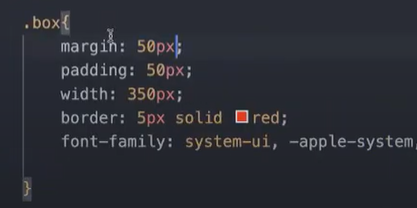 .box{
margin: 50px;
padding: 50px;
width: 350px;
border: 5px solid red;
font-family: system-ui, -apple-system,
}